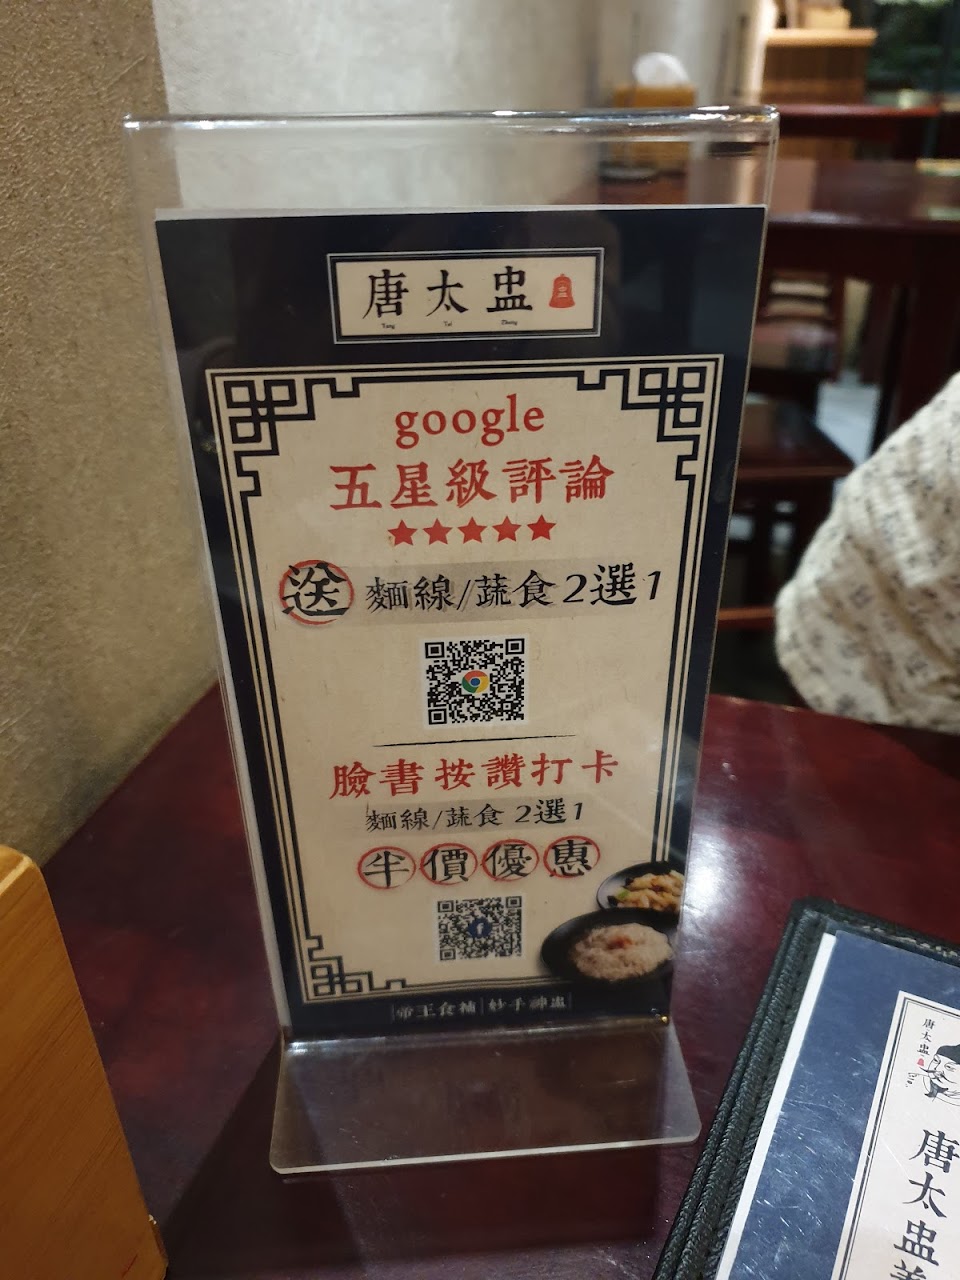 唐太盅
Tang Tai Zhong
google
五星級評論
送 麵線/蔬食2選1
臉書按讚打卡
麵線/蔬食 2選1
半價優惠
帝王食補 妙手神盅
唐太盅
唐太盅養